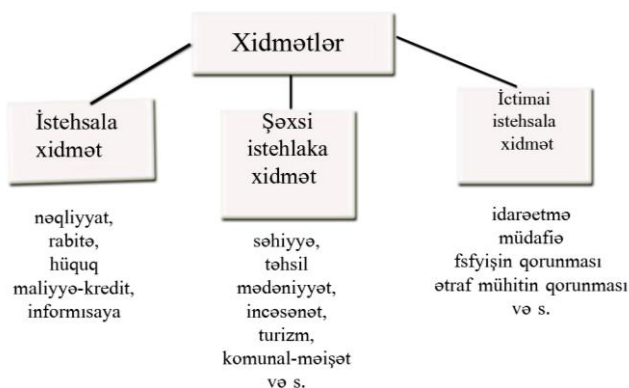 Xidmətlər
İstehsala
xidmət
Şəxsi
istehlaka
xidmət
İctimai
istehsala
xidmət
nəqliyyat,
rabitə,
hüquq
maliyyə-kredit,
informısaya
səhiyyə,
təhsil
mədəniyyət,
incəsənət,
turizm,
komunal-məişət
və s.
idarəetmə
müdafiə
fsfyişin qorunması
ətraf mühitin qorunması
və s.